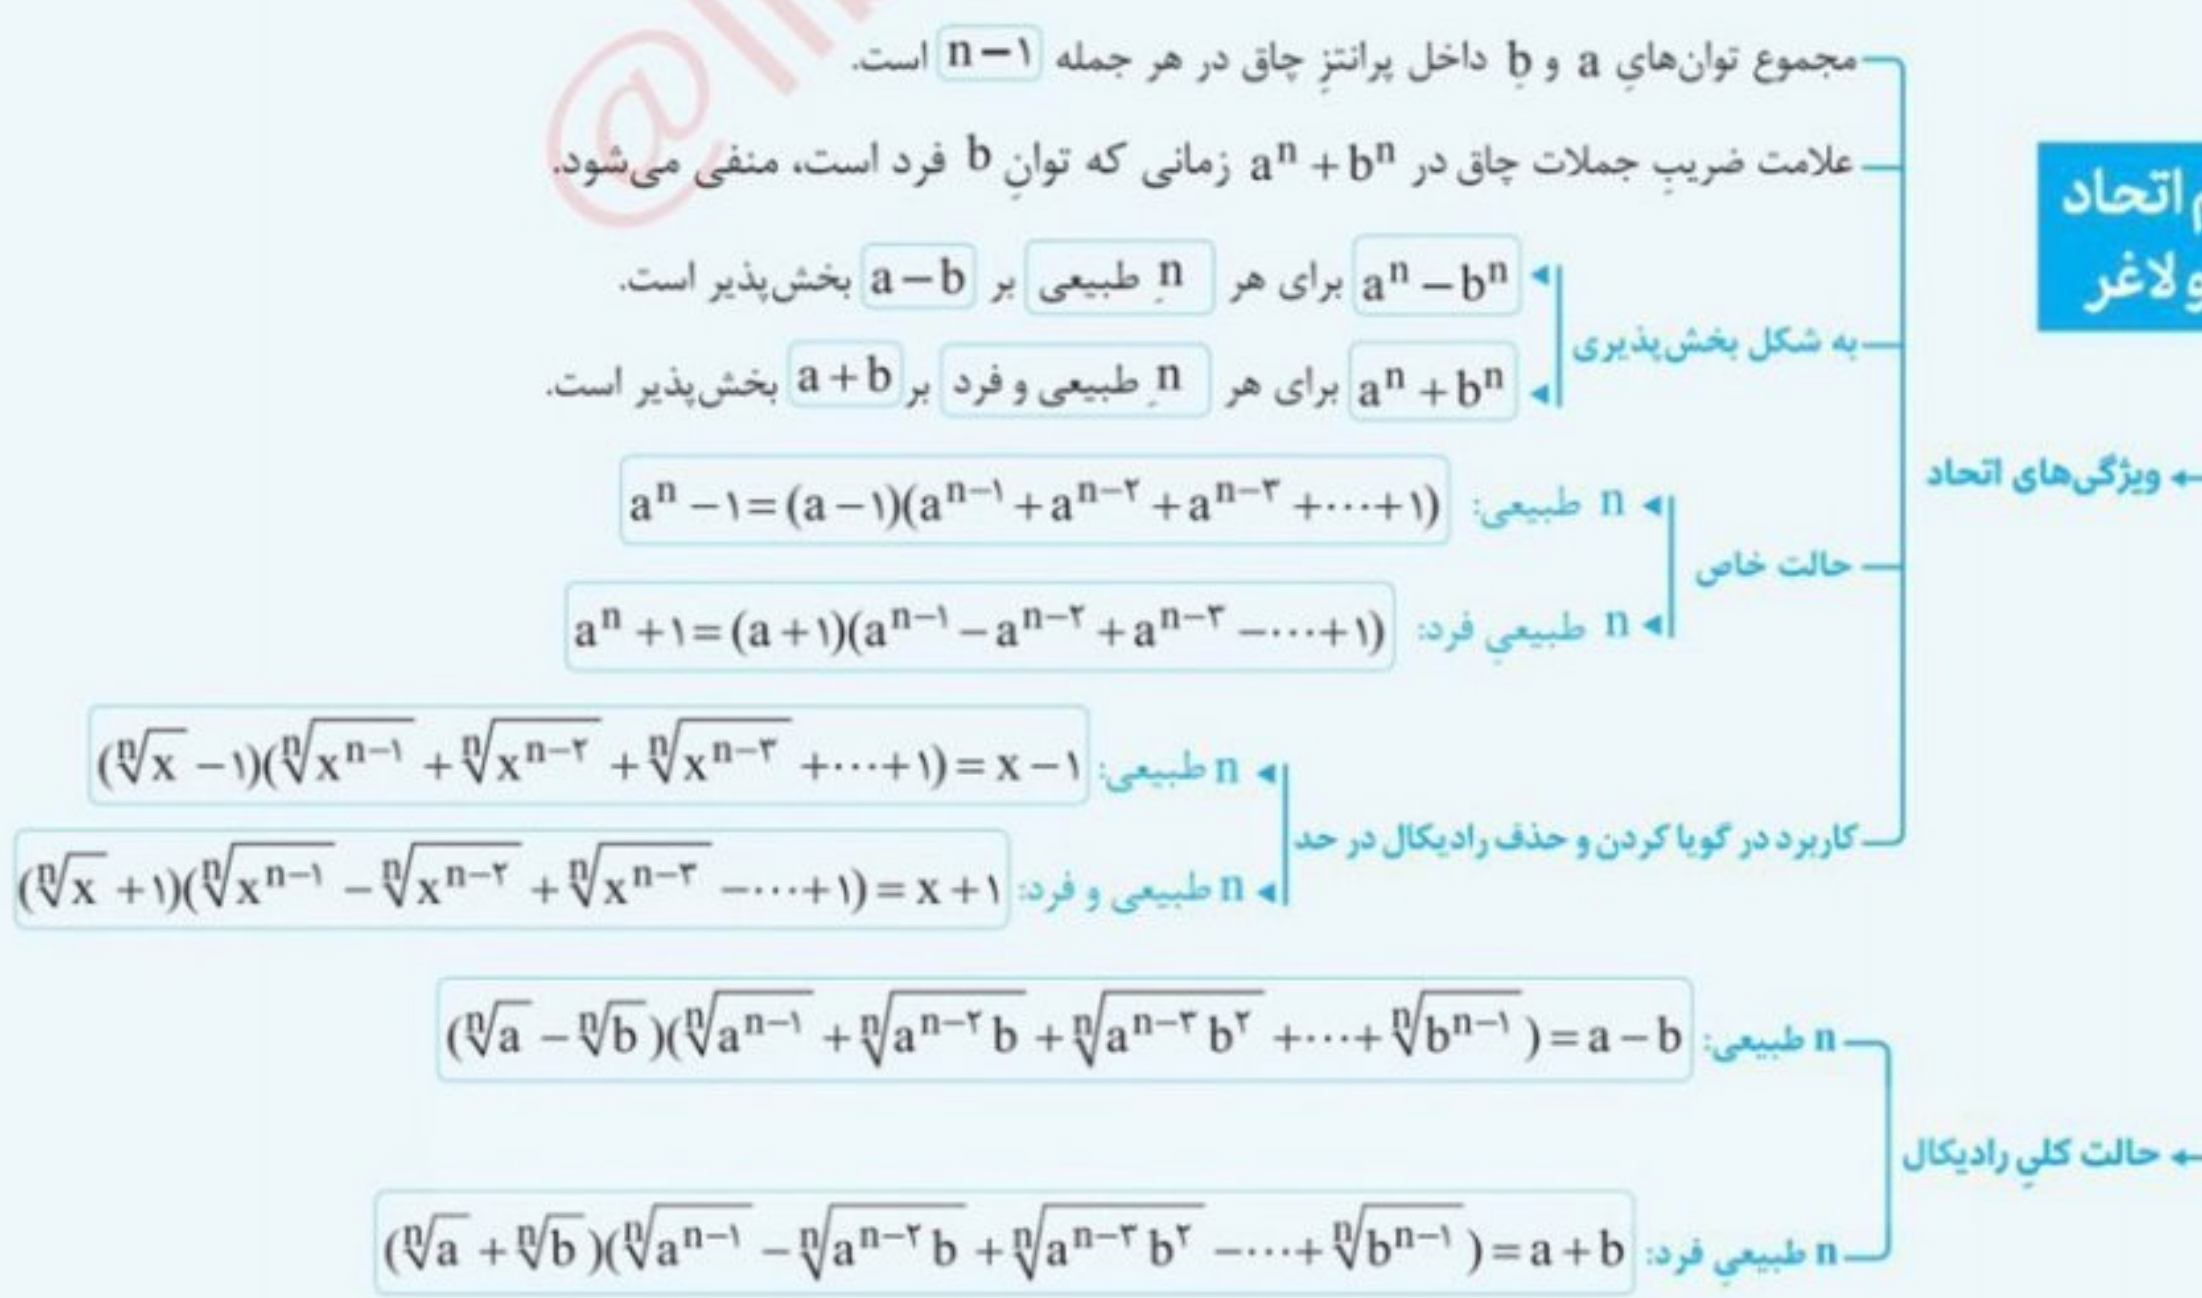 مجموع توان‌هایِ a و b داخل پرانتزِ چاق در هر جمله n−۱ است.
علامت ضریبِ جملات چاق در aⁿ + bⁿ زمانی که توانِ b فرد است، منفی می‌شود.
اتحاد
و لاغر
aⁿ − bⁿ برای هر n طبیعی بر a − b بخش‌پذیر است.
به شکل بخش‌پذیری
aⁿ + bⁿ برای هر n طبیعی و فرد بر a + b بخش‌پذیر است.
ویژگی‌های اتحاد
n طبیعی: aⁿ − ۱ = (a − ۱)(aⁿ⁻¹ + aⁿ⁻² + aⁿ⁻³ + ⋯ + ۱)
حالت خاص
n طبیعیِ فرد: aⁿ + ۱ = (a + ۱)(aⁿ⁻¹ − aⁿ⁻² + aⁿ⁻³ − ⋯ + ۱)
n طبیعی: (ⁿ√x − ۱)(ⁿ√xⁿ⁻¹ + ⁿ√xⁿ⁻² + ⁿ√xⁿ⁻³ + ⋯ + ۱) = x − ۱
کاربرد در گویا کردن و حذف رادیکال در حد
n طبیعی و فرد: (ⁿ√x + ۱)(ⁿ√xⁿ⁻¹ − ⁿ√xⁿ⁻² + ⁿ√xⁿ⁻³ − ⋯ + ۱) = x + ۱
n طبیعی: (ⁿ√a − ⁿ√b)(ⁿ√aⁿ⁻¹ + ⁿ√aⁿ⁻²b + ⁿ√aⁿ⁻³b² + ⋯ + ⁿ√bⁿ⁻¹) = a − b
حالت کلیِ رادیکال
n طبیعیِ فرد: (ⁿ√a + ⁿ√b)(ⁿ√aⁿ⁻¹ − ⁿ√aⁿ⁻²b + ⁿ√aⁿ⁻³b² − ⋯ + ⁿ√bⁿ⁻¹) = a + b